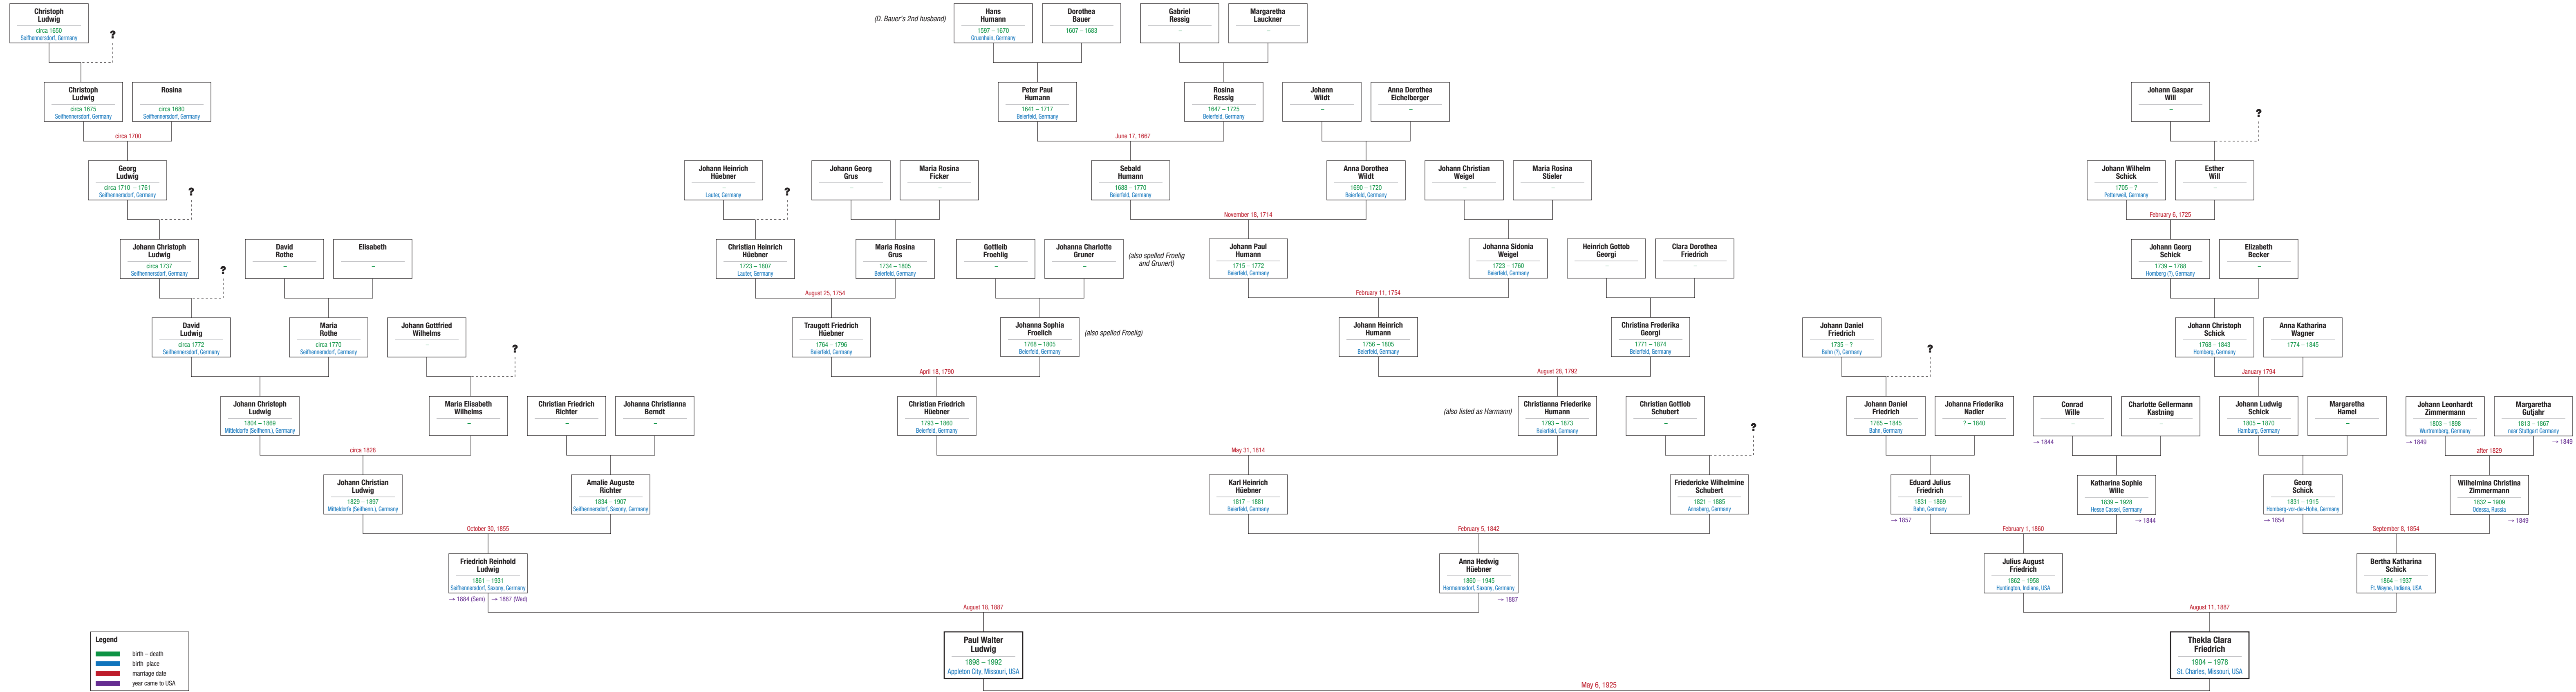 Christoph
Ludwig
circa 1650
Seifhennersdorf, Germany
?
(D. Bauer's 2nd husband)
Hans
Humann
1597 – 1670
Gruenhain, Germany
Dorothea
Bauer
1607 – 1683
Gabriel
Ressig
–
Margaretha
Lauckner
–
Christoph
Ludwig
circa 1675
Seifhennersdorf, Germany
Rosina
circa 1680
Seifhennersdorf, Germany
circa 1700
Peter Paul
Humann
1641 – 1717
Beierfeld, Germany
Rosina
Ressig
1647 – 1725
Beierfeld, Germany
June 17, 1667
Johann
Wildt
–
Anna Dorothea
Eichelberger
–
Johann Gaspar
Will
–
?
Georg
Ludwig
circa 1710 – 1761
Seifhennersdorf, Germany
?
Johann Heinrich
Hüebner
–
Lauter, Germany
?
Johann Georg
Grus
–
Maria Rosina
Ficker
–
Sebald
Humann
1688 – 1770
Beierfeld, Germany
Anna Dorothea
Wildt
1690 – 1720
Beierfeld, Germany
November 18, 1714
Johann Christian
Weigel
–
Maria Rosina
Stieler
–
Johann Wilhelm
Schick
1705 – ?
Petterweil, Germany
Esther
Will
–
February 6, 1725
Johann Christoph
Ludwig
circa 1737
Seifhennersdorf, Germany
?
David
Rothe
–
Elisabeth
–
Christian Heinrich
Hüebner
1723 – 1807
Lauter, Germany
Maria Rosina
Grus
1734 – 1805
Beierfeld, Germany
August 25, 1754
Gottleib
Froehlig
–
Johanna Charlotte
Gruner
–
(also spelled Froelig
and Grunert)
Johann Paul
Humann
1715 – 1772
Beierfeld, Germany
Johanna Sidonia
Weigel
1723 – 1760
Beierfeld, Germany
February 11, 1754
Heinrich Gottob
Georgi
–
Clara Dorothea
Friedrich
–
Johann Georg
Schick
1739 – 1788
Homberg (?), Germany
Elizabeth
Becker
–
David
Ludwig
circa 1772
Seifhennersdorf, Germany
Maria
Rothe
circa 1770
Seifhennersdorf, Germany
Johann Gottfried
Wilhelms
–
?
Traugott Friedrich
Hüebner
1764 – 1796
Beierfeld, Germany
Johanna Sophia
Froelich
1768 – 1805
Beierfeld, Germany
(also spelled Froelig)
April 18, 1790
Johann Heinrich
Humann
1756 – 1805
Beierfeld, Germany
Christina Frederika
Georgi
1771 – 1874
Beierfeld, Germany
August 28, 1792
Johann Daniel
Friedrich
1735 – ?
Bahn (?), Germany
?
Johann Christoph
Schick
1768 – 1843
Homberg, Germany
Anna Katharina
Wagner
1774 – 1845
January 1794
Johann Christoph
Ludwig
1804 – 1869
Mitteldorfe (Seifhenn.), Germany
Maria Elisabeth
Wilhelms
–
circa 1828
Christian Friedrich
Richter
–
Johanna Christianna
Berndt
–
Christian Friedrich
Hüebner
1793 – 1860
Beierfeld, Germany
(also listed as Harmann)
Christianna Friederike
Humann
1793 – 1873
Beierfeld, Germany
May 31, 1814
Christian Gottlob
Schubert
–
?
Johann Daniel
Friedrich
1765 – 1845
Bahn, Germany
Johanna Friederika
Nadler
? – 1840
Conrad
Wille
–
→ 1844
Charlotte Gellermann
Kastning
–
Johann Ludwig
Schick
1805 – 1870
Hamburg, Germany
Margaretha
Hamel
–
Johann Leonhardt
Zimmermann
1803 – 1898
Wurtremberg, Germany
→ 1849
Margaretha
Gutjahr
1813 – 1867
near Stuttgart Germany
→ 1849
after 1829
Johann Christian
Ludwig
1829 – 1897
Mitteldorfe (Seifhenn.), Germany
Amalie Auguste
Richter
1834 – 1907
Seifhennersdorf, Saxony, Germany
October 30, 1855
Karl Heinrich
Hüebner
1817 – 1881
Beierfeld, Germany
Friedericke Wilhelmine
Schubert
1821 – 1885
Annaberg, Germany
February 5, 1842
Eduard Julius
Friedrich
1831 – 1869
Bahn, Germany
→ 1857
Katharina Sophie
Wille
1839 – 1928
Hesse Cassel, Germany
→ 1844
February 1, 1860
Georg
Schick
1831 – 1915
Homberg-vor-der-Hohe, Germany
→ 1854
Wilhelmina Christina
Zimmermann
1832 – 1909
Odessa, Russia
→ 1849
September 8, 1854
Friedrich Reinhold
Ludwig
1861 – 1931
Seifhennersdorf, Saxony, Germany
→ 1884 (Sem) → 1887 (Wed)
Anna Hedwig
Hüebner
1860 – 1945
Hermannsdorf, Saxony, Germany
→ 1887
August 18, 1887
Julius August
Friedrich
1862 – 1958
Huntington, Indiana, USA
Bertha Katharina
Schick
1864 – 1937
Ft. Wayne, Indiana, USA
August 11, 1887
Legend
birth – death
birth place
marriage date
year came to USA
Paul Walter
Ludwig
1898 – 1992
Appleton City, Missouri, USA
Thekla Clara
Friedrich
1904 – 1978
St. Charles, Missouri, USA
May 6, 1925